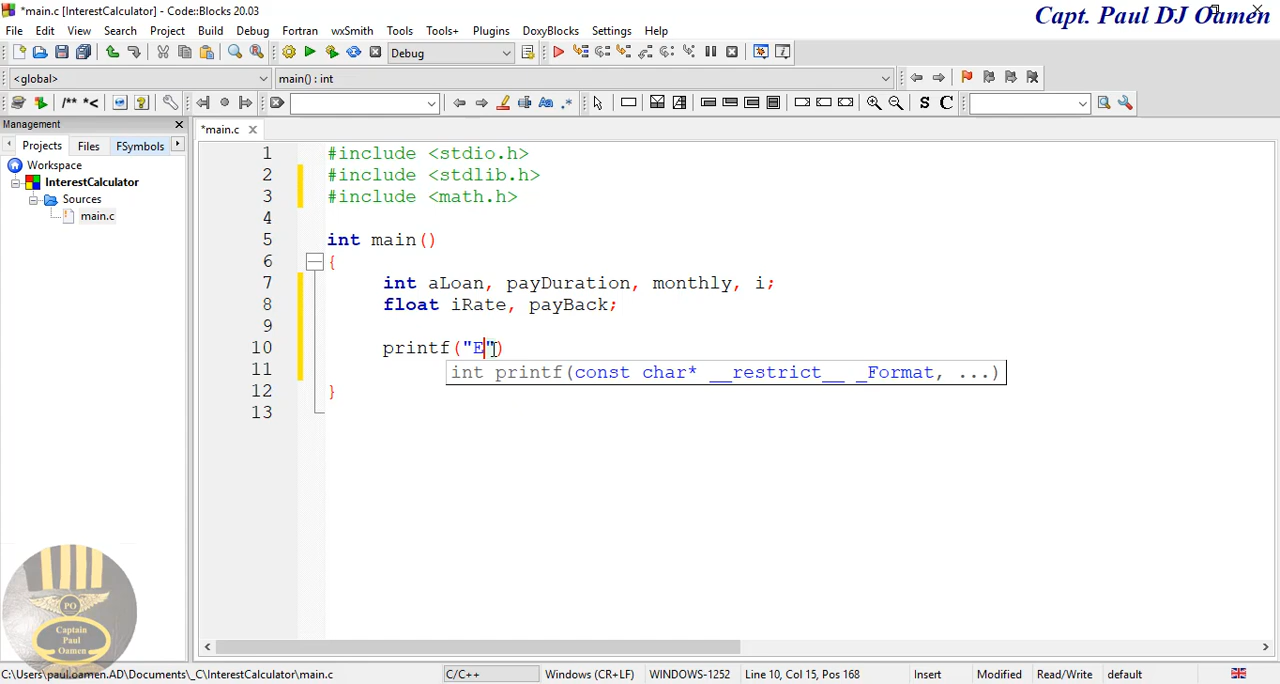 *main.c [InterestCalculator] - Code::Blocks 20.03
Capt. Paul DJ Oamen
File Edit View Search Project Build Debug Fortran wxSmith Tools Tools+ Plugins DoxyBlocks Settings Help
Debug
<global> main() : int
/** *< S C
Management
*main.c
Projects Files FSymbols
Workspace
InterestCalculator
Sources
main.c
1 #include <stdio.h>
2 #include <stdlib.h>
3 #include <math.h>
4
5 int main()
6 {
7 int aLoan, payDuration, monthly, i;
8 float iRate, payBack;
9
10 printf("E")
int printf(const char* __restrict__ _Format, ...)
11
12 }
13
PO
Captain
Paul
Oamen
C:\Users\paul.oamen.AD\Documents\_C\InterestCalculator\main.c C/C++ Windows (CR+LF) WINDOWS-1252 Line 10, Col 15, Pos 168 Insert Modified Read/Write default